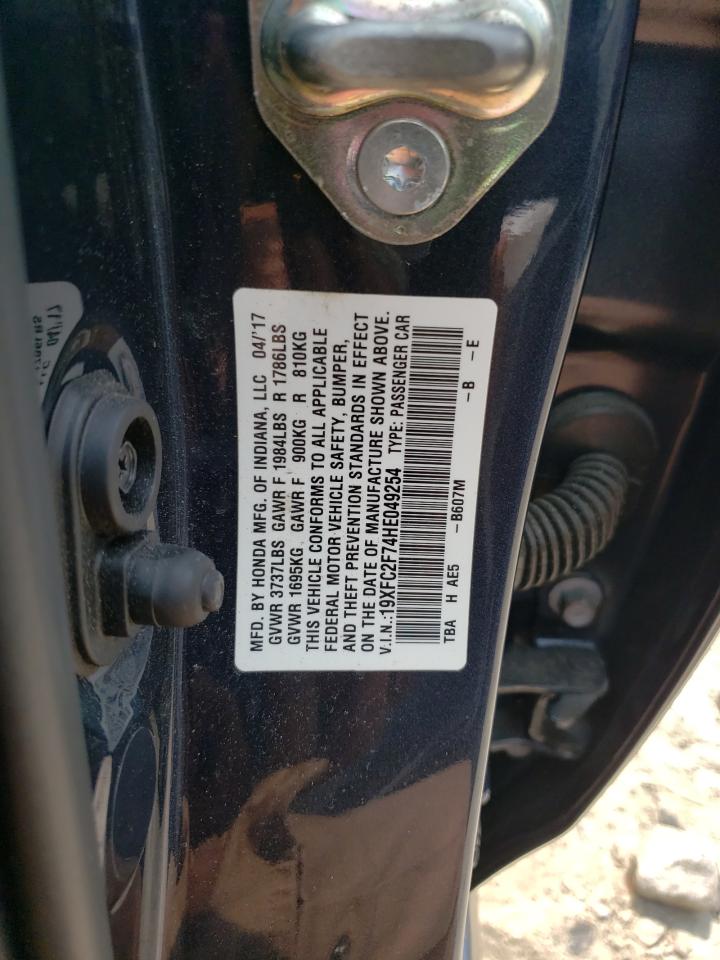 MFD. BY HONDA MFG. OF INDIANA, LLC 04/'17
GVWR 3737LBS GAWR F 1984LBS R 1786LBS
GVWR 1695KG GAWR F 900KG R 810KG
THIS VEHICLE CONFORMS TO ALL APPLICABLE
FEDERAL MOTOR VEHICLE SAFETY, BUMPER,
AND THEFT PREVENTION STANDARDS IN EFFECT
ON THE DATE OF MANUFACTURE SHOWN ABOVE.
V.I.N.:19XFC2F74HE049254 TYPE: PASSENGER CAR
TBA H AE5 -B607M -B -E